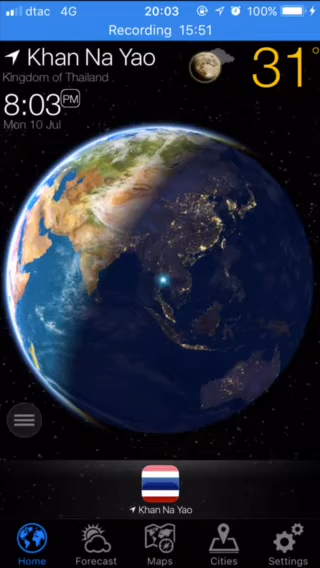 dtac 4G 20:03 100%
Recording 15:51
Khan Na Yao 31°
Kingdom of Thailand
8:03 PM
Mon 10 Jul
Khan Na Yao
Home Forecast Maps Cities Settings